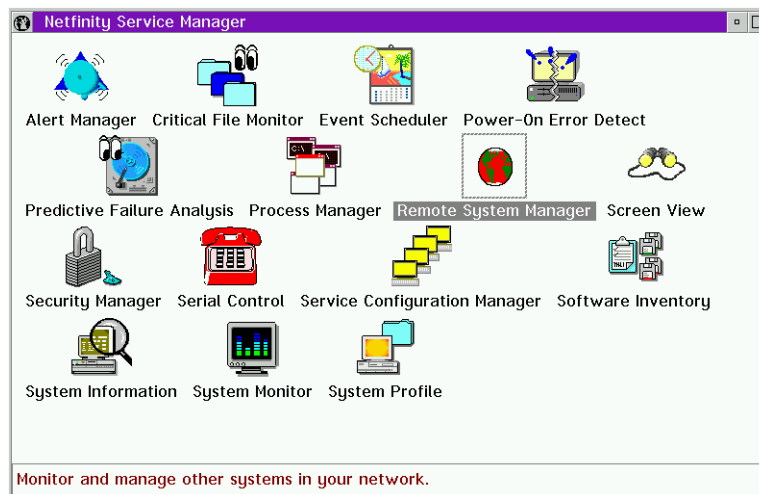 Netfinity Service Manager
Alert Manager Critical File Monitor Event Scheduler Power-On Error Detect
C:\
Predictive Failure Analysis Process Manager Remote System Manager Screen View
Security Manager Serial Control Service Configuration Manager Software Inventory
System Information System Monitor System Profile
Monitor and manage other systems in your network.